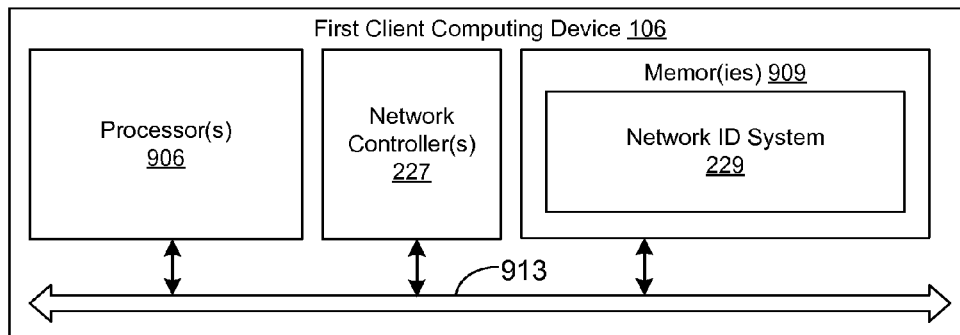 First Client Computing Device 106
Processor(s)
906
Network
Controller(s)
227
Memor(ies) 909
Network ID System
229
913